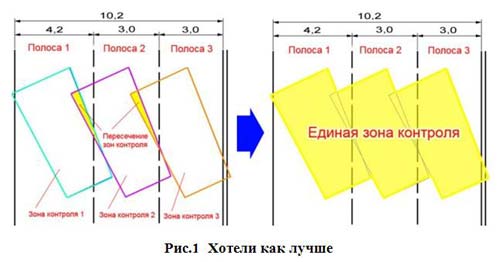 10,2
4,2 3,0 3,0
Полоса 1 Полоса 2 Полоса 3
Пересечение
зон контроля
Зона контроля 1 Зона контроля 2 Зона контроля 3
10,2
4,2 3,0 3,0
Полоса 1 Полоса 2 Полоса 3
Единая зона контроля
Рис.1 Хотели как лучше